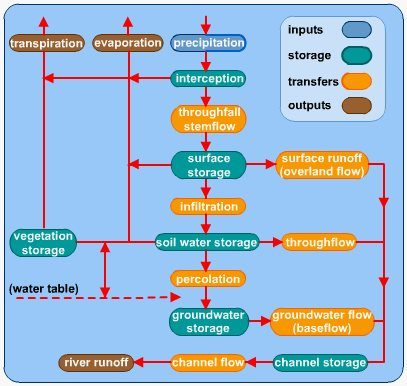 inputs
storage
transfers
outputs
transpiration
evaporation
precipitation
interception
throughfall
stemflow
surface
storage
surface runoff
(overland flow)
infiltration
vegetation
storage
soil water storage
throughflow
percolation
(water table)
groundwater
storage
groundwater flow
(baseflow)
river runoff
channel flow
channel storage